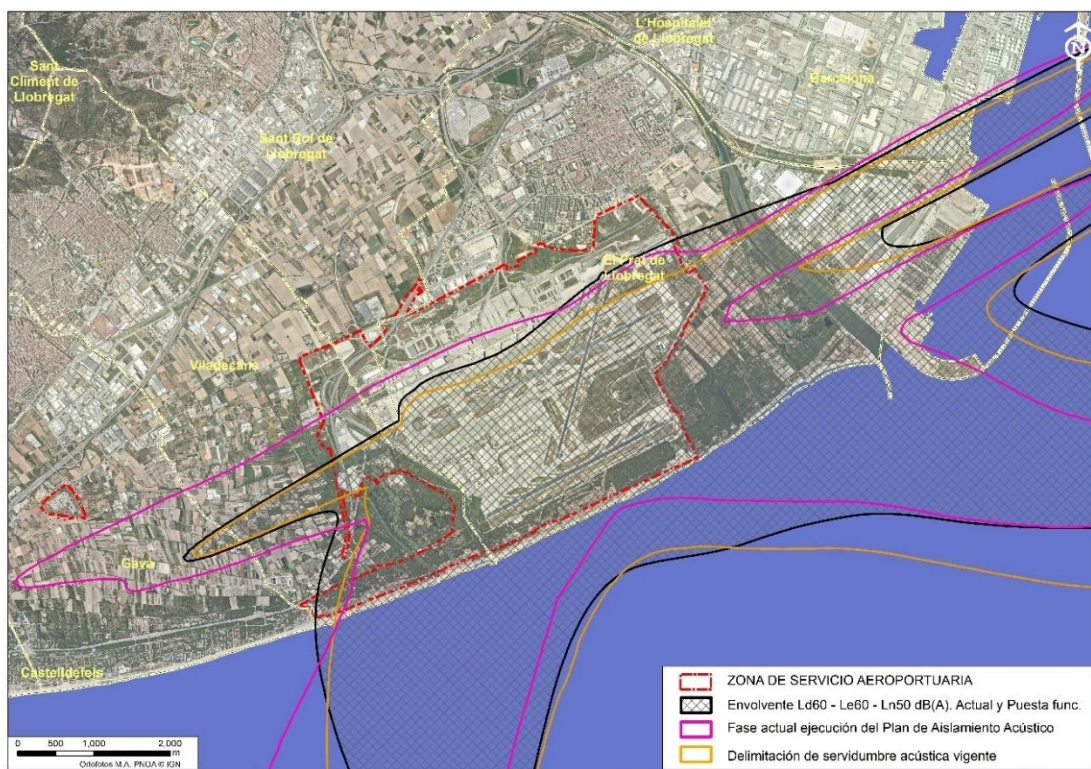 L'Hospitalet
de Llobregat
Sant
Climent de
Llobregat
Barcelona
Sant Boi de
Llobregat
El Prat de
Llobregat
Viladecans
Gavà
Castelldefels
N
ZONA DE SERVICIO AEROPORTUARIA
Envolvente Ld60 - Le60 - Ln50 dB(A). Actual y Puesta func.
Fase actual ejecución del Plan de Aislamiento Acústico
Delimitación de servidumbre acústica vigente
0 500 1,000 2,000
m
Ortofotos M.A. PNOA © IGN